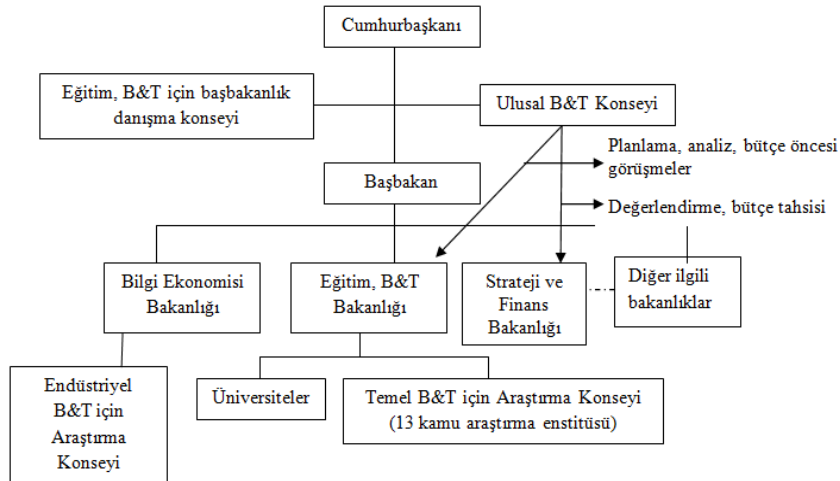 Cumhurbaşkanı
Eğitim, B&T için başbakanlık
danışma konseyi
Ulusal B&T Konseyi
Planlama, analiz, bütçe öncesi
görüşmeler
Başbakan
Değerlendirme, bütçe tahsisi
Bilgi Ekonomisi
Bakanlığı
Eğitim, B&T
Bakanlığı
Strateji ve
Finans
Bakanlığı
Diğer ilgili
bakanlıklar
Endüstriyel
B&T için
Araştırma
Konseyi
Üniversiteler
Temel B&T için Araştırma Konseyi
(13 kamu araştırma enstitüsü)